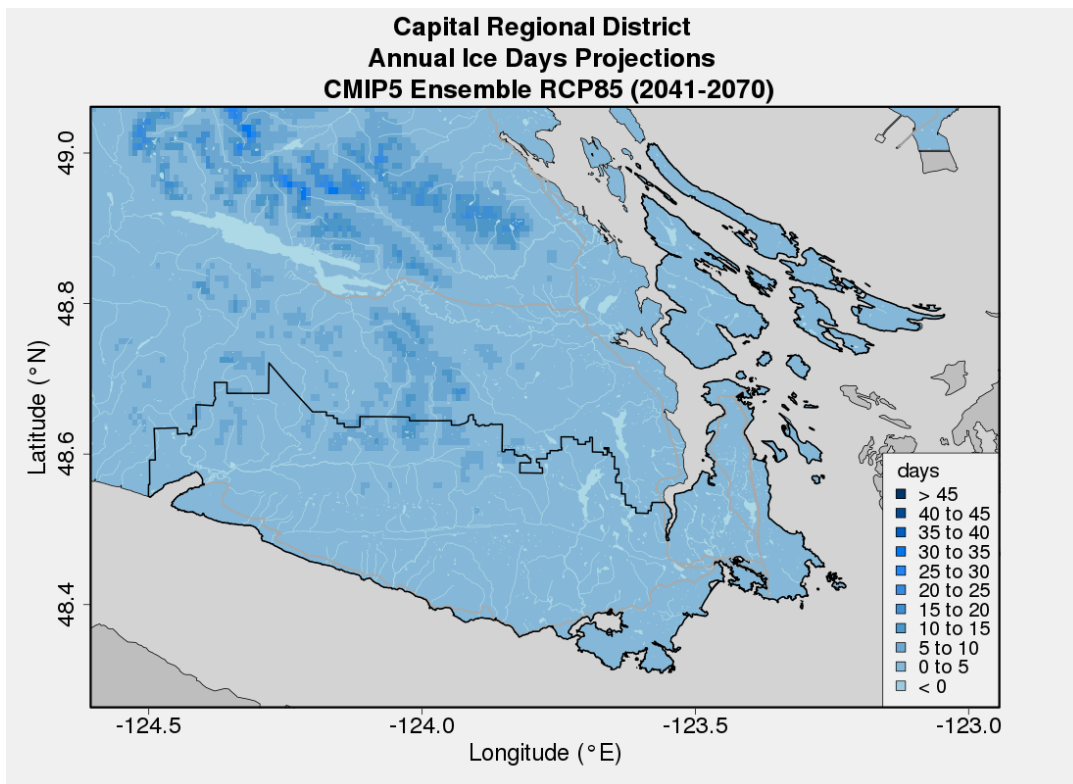 Capital Regional District
Annual Ice Days Projections
CMIP5 Ensemble RCP85 (2041-2070)
49.0
48.8
48.6
48.4
Latitude (°N)
days
> 45
40 to 45
35 to 40
30 to 35
25 to 30
20 to 25
15 to 20
10 to 15
5 to 10
0 to 5
< 0
-124.5 -124.0 -123.5 -123.0
Longitude (°E)